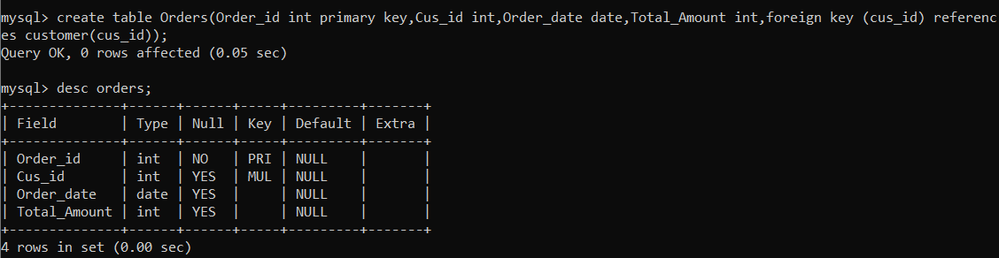 mysql> create table Orders(Order_id int primary key,Cus_id int,Order_date date,Total_Amount int,foreign key (cus_id) referenc
es customer(cus_id));
Query OK, 0 rows affected (0.05 sec)
mysql> desc orders;
+--------------+------+------+-----+---------+-------+
| Field        | Type | Null | Key | Default | Extra |
+--------------+------+------+-----+---------+-------+
| Order_id     | int  | NO   | PRI | NULL    |       |
| Cus_id       | int  | YES  | MUL | NULL    |       |
| Order_date   | date | YES  |     | NULL    |       |
| Total_Amount | int  | YES  |     | NULL    |       |
+--------------+------+------+-----+---------+-------+
4 rows in set (0.00 sec)